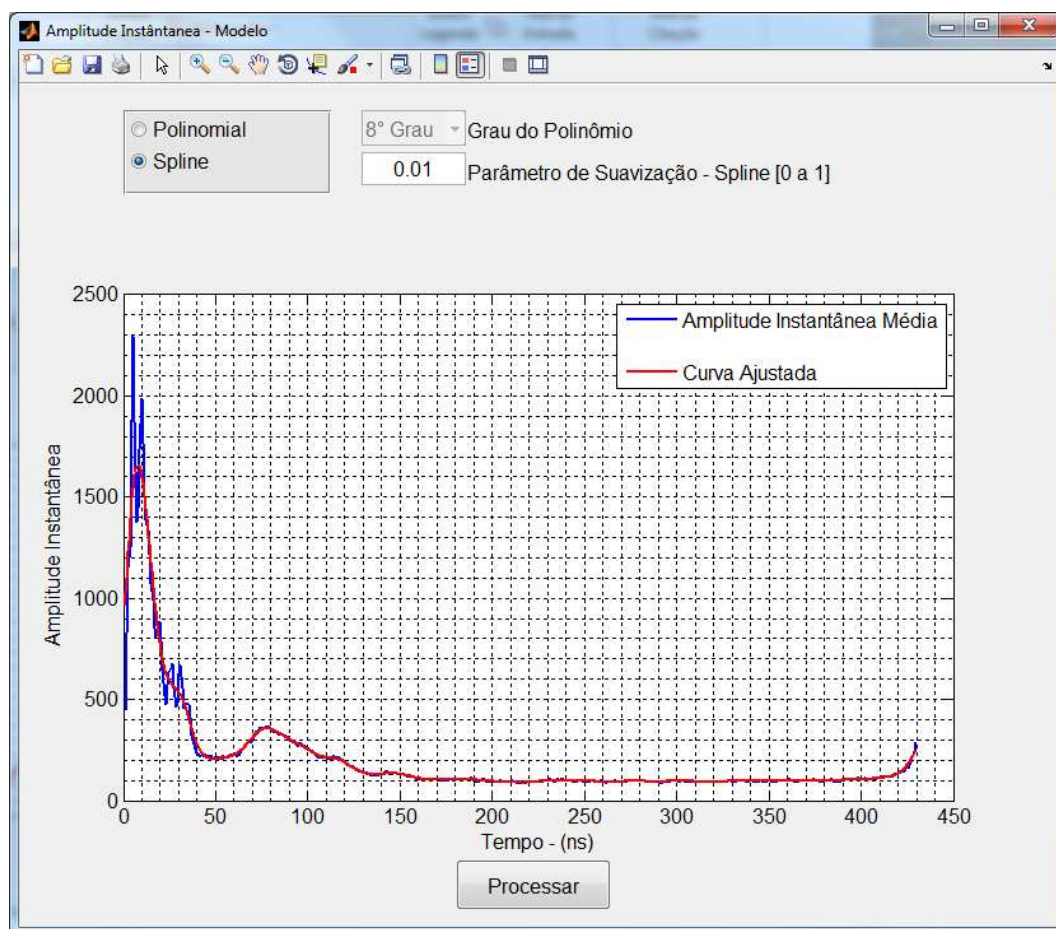 Amplitude Instântanea - Modelo
Polinomial
Spline
8° Grau
Grau do Polinômio
0.01
Parâmetro de Suavização - Spline [0 a 1]
2500
2000
1500
1000
500
0
Amplitude Instantânea
Amplitude Instantânea Média
Curva Ajustada
0 50 100 150 200 250 300 350 400 450
Tempo - (ns)
Processar